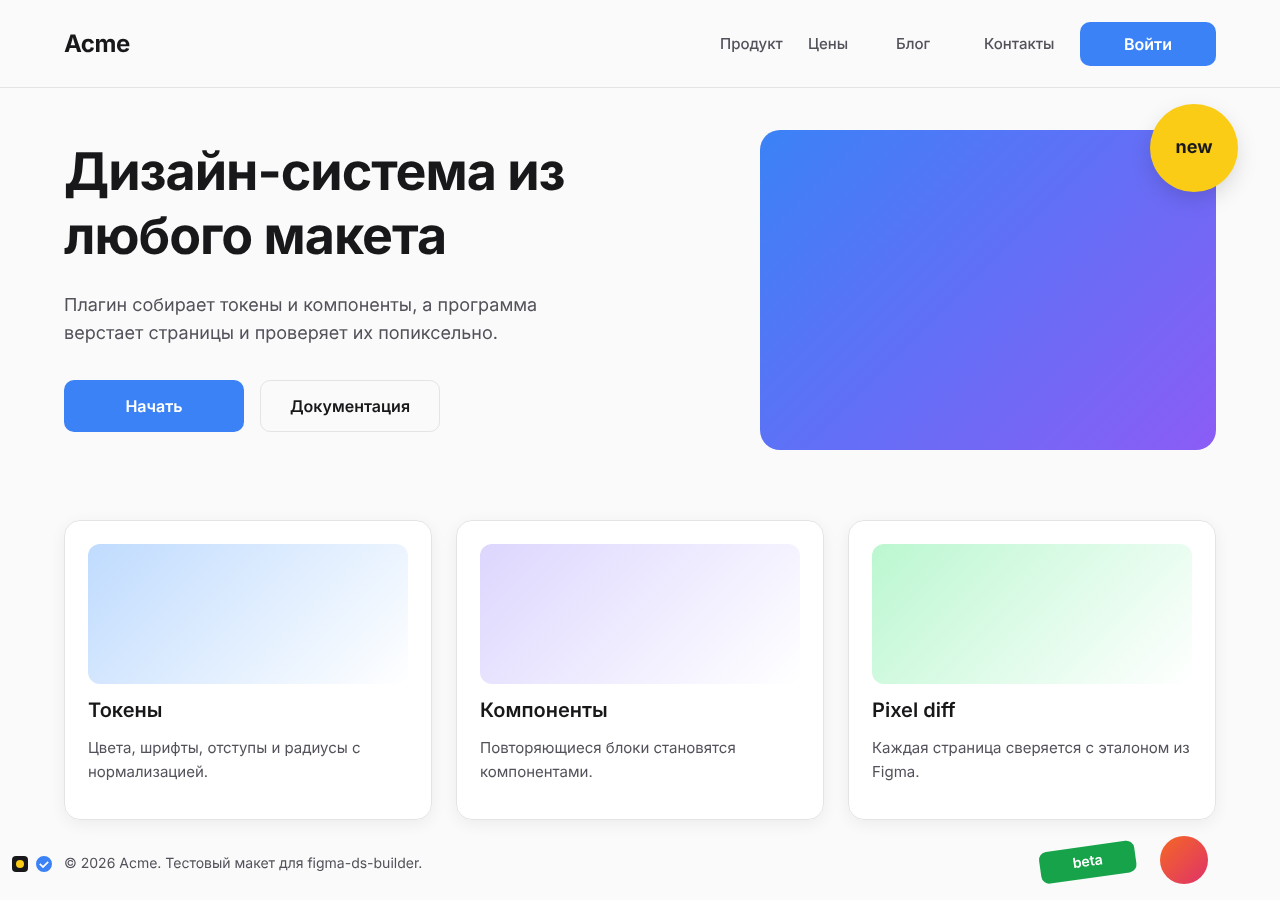 Acme
Продукт
Цены
Блог
Контакты
Войти
new
Дизайн-система из
любого макета
Плагин собирает токены и компоненты, а программа
верстает страницы и проверяет их попиксельно.
Начать
Документация
Токены
Цвета, шрифты, отступы и радиусы с
нормализацией.
Компоненты
Повторяющиеся блоки становятся
компонентами.
Pixel diff
Каждая страница сверяется с эталоном из
Figma.
© 2026 Acme. Тестовый макет для figma-ds-builder.
beta